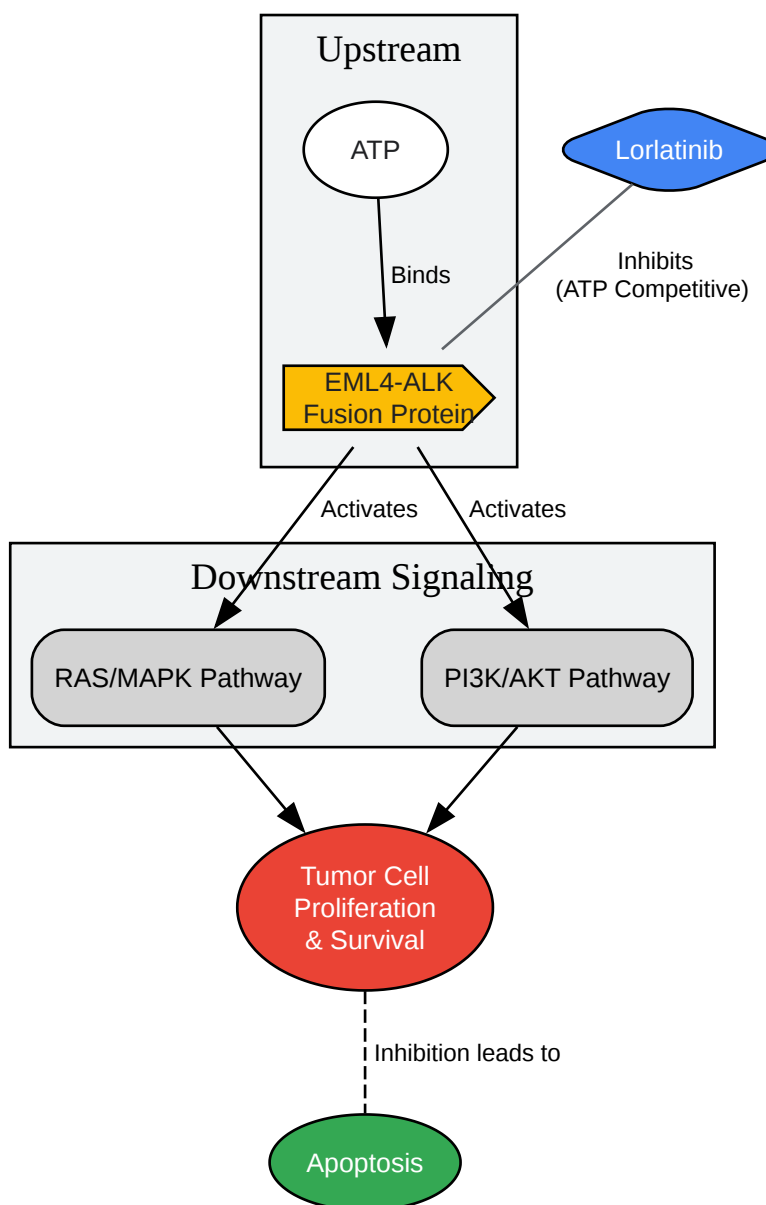 Upstream
ATP
Lorlatinib
Binds
Inhibits
(ATP Competitive)
EML4-ALK
Fusion Protein
Activates
Activates
Downstream Signaling
RAS/MAPK Pathway
PI3K/AKT Pathway
Tumor Cell
Proliferation
& Survival
Inhibition leads to
Apoptosis